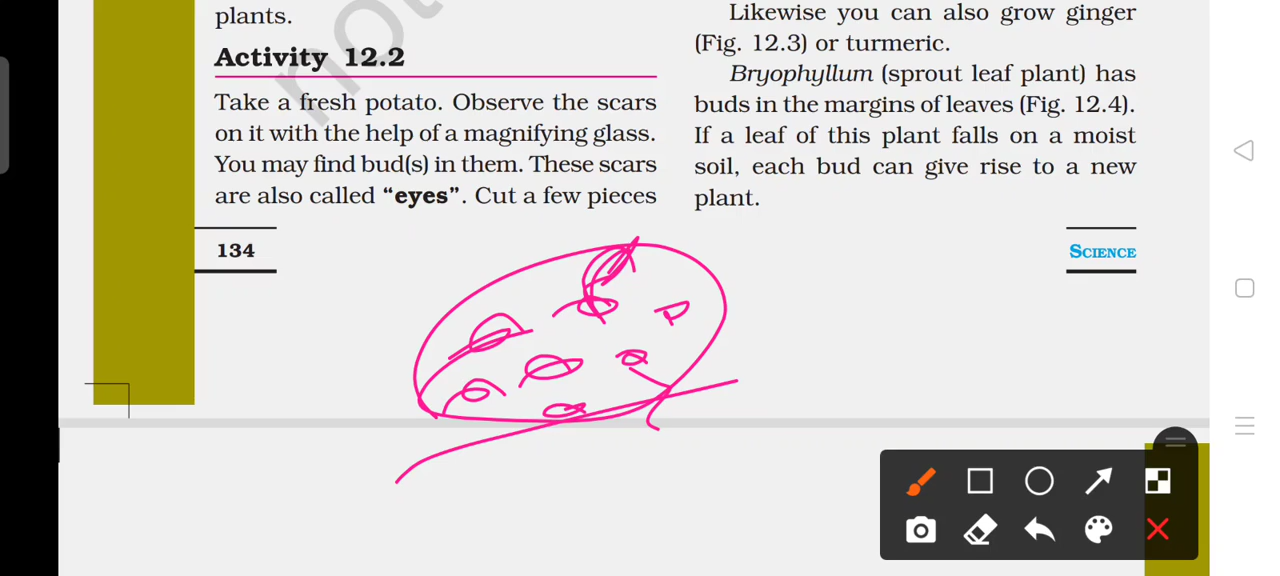 plants.
Activity 12.2
Take a fresh potato. Observe the scars
on it with the help of a magnifying glass.
You may find bud(s) in them. These scars
are also called “eyes”. Cut a few pieces
134
Likewise you can also grow ginger
(Fig. 12.3) or turmeric.
Bryophyllum (sprout leaf plant) has
buds in the margins of leaves (Fig. 12.4).
If a leaf of this plant falls on a moist
soil, each bud can give rise to a new
plant.
SCIENCE
not